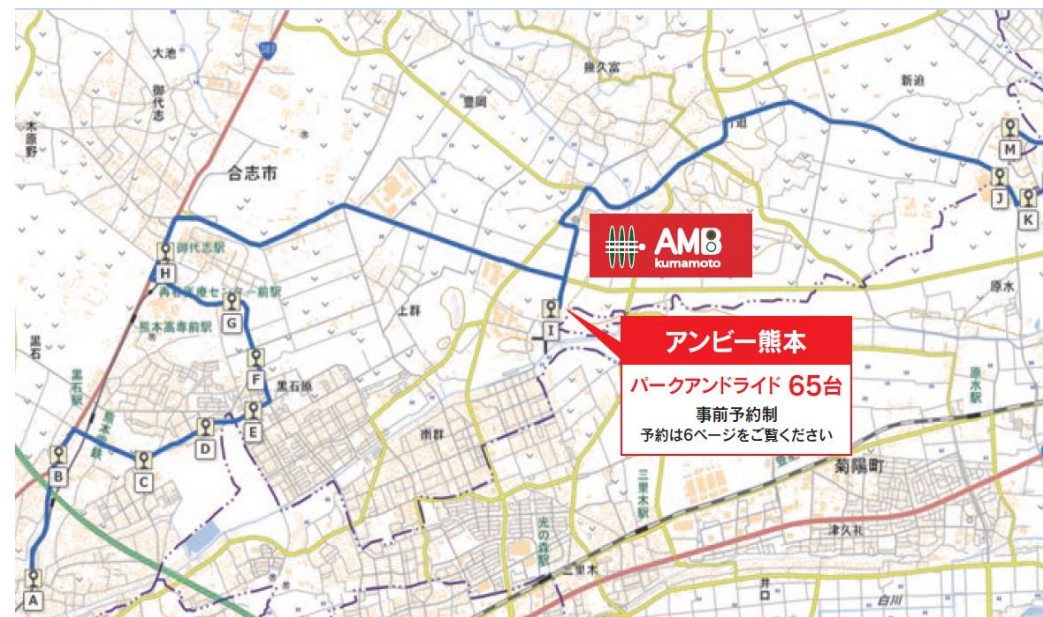 387
大池
御代志
木原野
合志市
豊岡
幾久富
新迫
M
J
K
AMB
kumamoto
御代志駅
H
再春医療センター前駅
G
熊本高専前駅
上群
I
原水
黒石
黒石駅
F
黒石原
E
D
C
B
A
熊本電鉄
南群
アンビー熊本
パークアンドライド 65台
事前予約制
予約は6ページをご覧ください
原水駅
菊陽町
三里木駅
津久礼
光の森駅
三里木
井口
白川